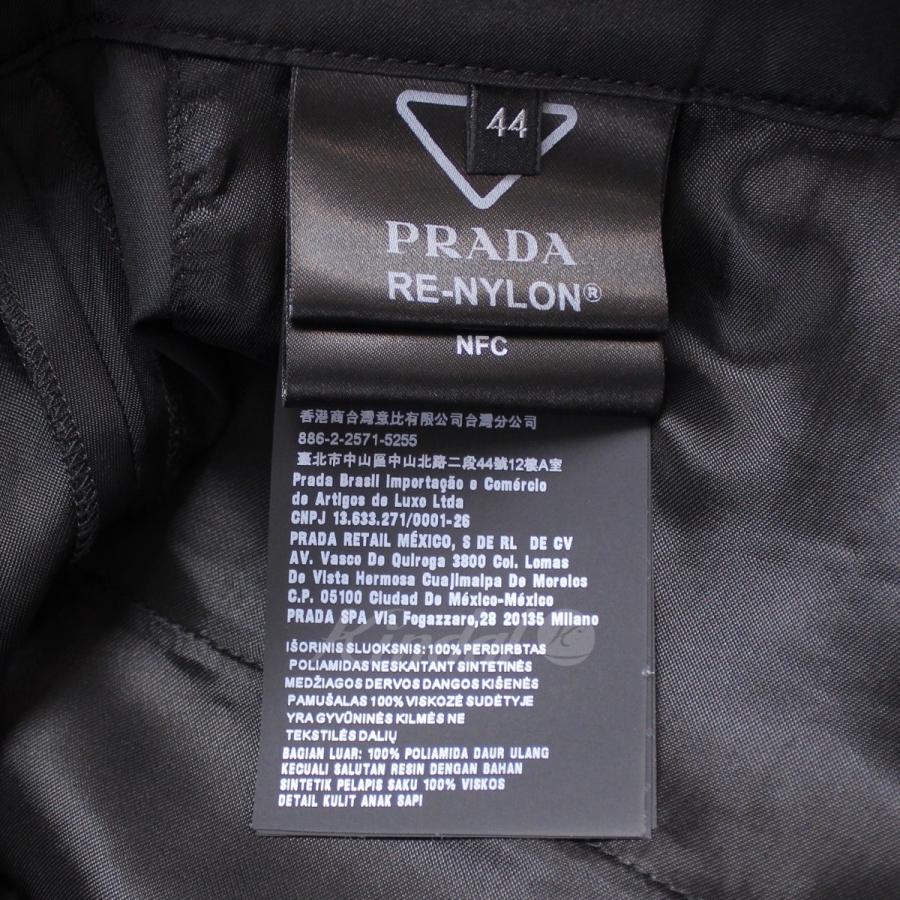 44
PRADA
RE-NYLON®
NFC
香港商台灣意比有限公司台灣分公司
886-2-2571-5255
臺北市中山區中山北路二段44號12樓A室
Prada Brasil Importação e Comércio
de Artigos de Luxo Ltda
CNPJ 13.633.271/0001-26
PRADA RETAIL MÉXICO, S DE RL DE CV
AV. Vasco De Quiroga 3800 Col. Lomas
De Vista Hermosa Cuajimalpa De Morelos
C.P. 05100 Ciudad De México-México
PRADA SPA Via Fogazzaro,28 20135 Milano
Kindal
IŠORINIS SLUOKSNIS: 100% PERDIRBTAS
POLIAMIDAS NESKAITANT SINTETINĖS
MEDŽIAGOS DERVOS DANGOS KIŠENĖS
PAMUŠALAS 100% VISKOZĖ SUDĖTYJE
YRA GYVŪNINĖS KILMĖS NE
TEKSTILĖS DALIŲ
BAGIAN LUAR: 100% POLIAMIDA DAUR ULANG
KECUALI SALUTAN RESIN DENGAN BAHAN
SINTETIK PELAPIS SAKU 100% VISKOS
DETAIL KULIT ANAK SAPI